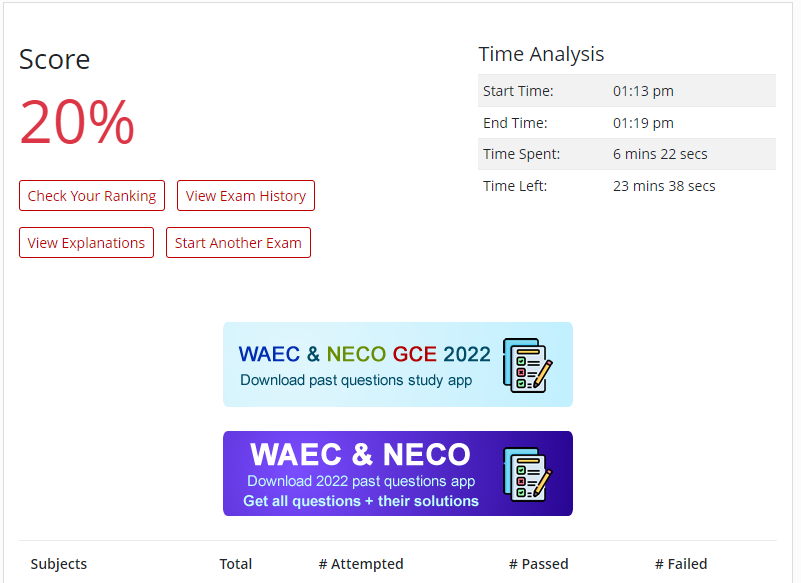 Score
20%
Check Your Ranking
View Exam History
View Explanations
Start Another Exam
Time Analysis
Start Time: 01:13 pm
End Time: 01:19 pm
Time Spent: 6 mins 22 secs
Time Left: 23 mins 38 secs
WAEC & NECO GCE 2022
Download past questions study app
WAEC & NECO
Download 2022 past questions app
Get all questions + their solutions
Subjects Total # Attempted # Passed # Failed